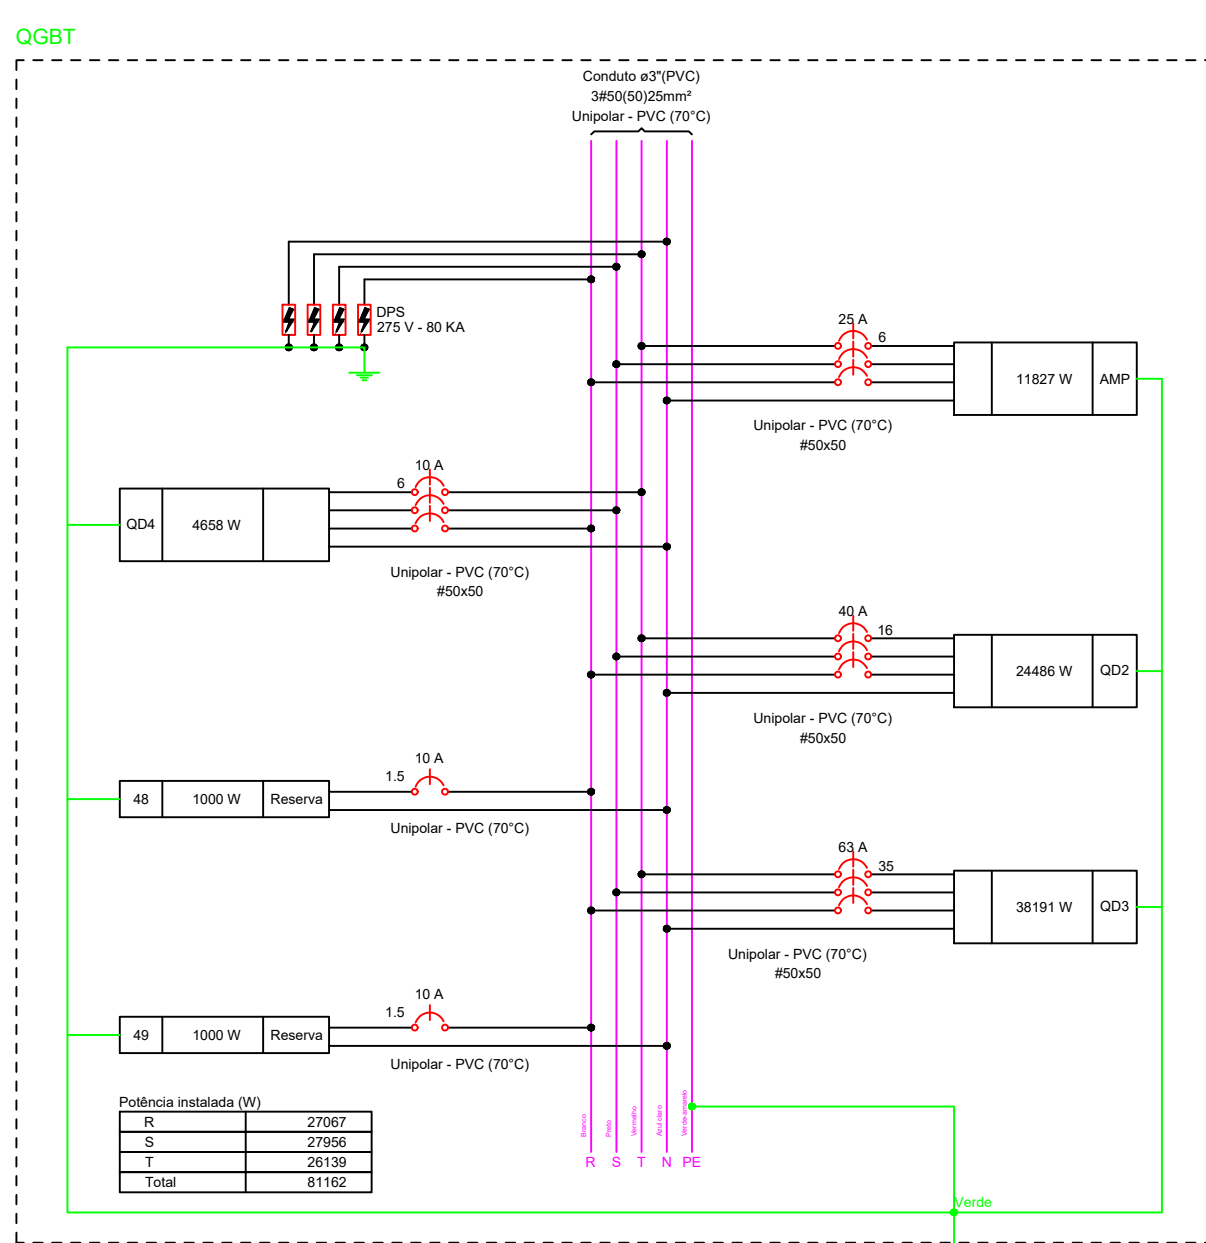 QGBT
Conduto ø3"(PVC)
3#50(50)25mm²
Unipolar - PVC (70°C)
DPS
275 V - 80 KA
25 A
6
11827 W
AMP
Unipolar - PVC (70°C)
#50x50
10 A
6
QD4
4658 W
Unipolar - PVC (70°C)
#50x50
40 A
16
24486 W
QD2
Unipolar - PVC (70°C)
#50x50
10 A
1.5
48
1000 W
Reserva
Unipolar - PVC (70°C)
63 A
35
38191 W
QD3
Unipolar - PVC (70°C)
#50x50
10 A
1.5
49
1000 W
Reserva
Unipolar - PVC (70°C)
Potência instalada (W)
R 27067
S 27956
T 26139
Total 81162
Branco
Preto
Vermelho
Azul-claro
Verde-amarelo
R S T N PE
Verde